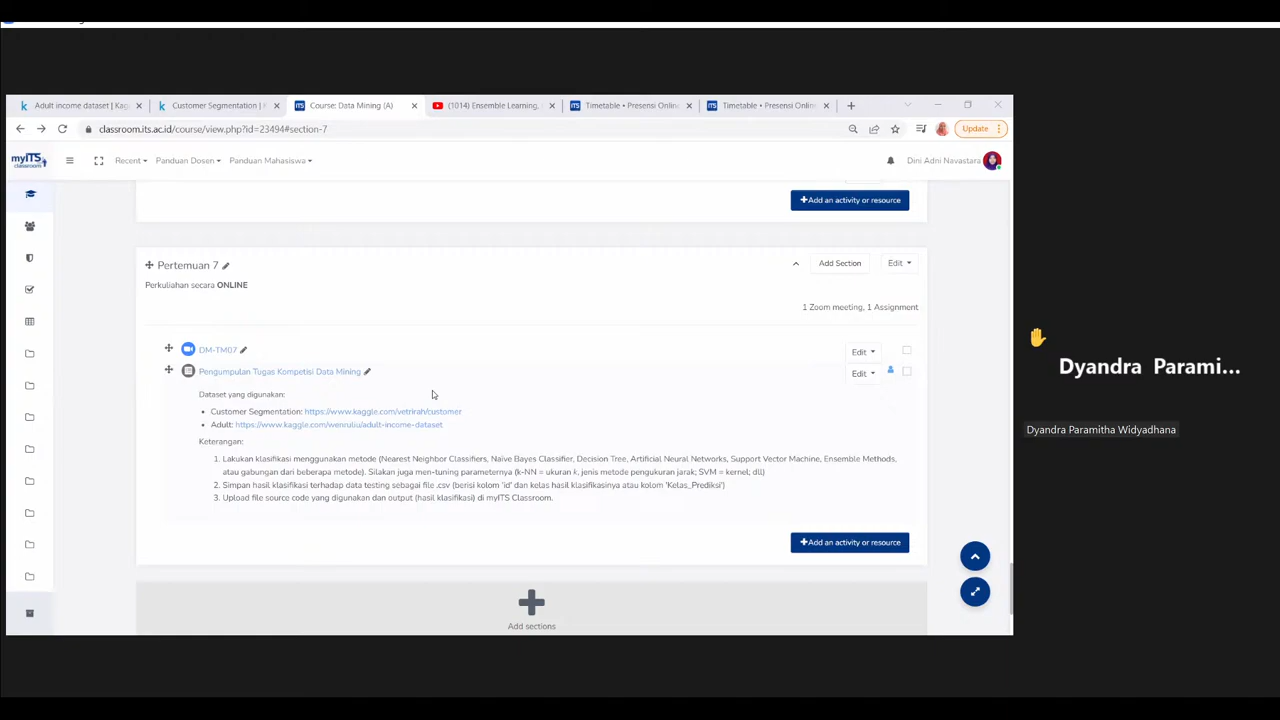 Adult income dataset | Kag
Customer Segmentation |
Course: Data Mining (A)
(1014) Ensemble Learning,
Timetable • Presensi Online
Timetable • Presensi Online
classroom.its.ac.id/course/view.php?id=23494#section-7
Update
myITS
classroom
Recent
Panduan Dosen
Panduan Mahasiswa
Dini Adni Navastara
+Add an activity or resource
Pertemuan 7
Add Section
Edit
Perkuliahan secara ONLINE
1 Zoom meeting, 1 Assignment
DM-TM07
Edit
Pengumpulan Tugas Kompetisi Data Mining
Edit
Dataset yang digunakan:
• Customer Segmentation: https://www.kaggle.com/vetrirah/customer
• Adult: https://www.kaggle.com/wenruliu/adult-income-dataset
Keterangan:
1. Lakukan klasifikasi menggunakan metode (Nearest Neighbor Classifiers, Naïve Bayes Classifier, Decision Tree, Artificial Neural Networks, Support Vector Machine, Ensemble Methods,
atau gabungan dari beberapa metode). Silakan juga men-tuning parameternya (k-NN = ukuran k, jenis metode pengukuran jarak; SVM = kernel; dll)
2. Simpan hasil klasifikasi terhadap data testing sebagai file .csv (berisi kolom 'id' dan kelas hasil klasifikasinya atau kolom 'Kelas_Prediksi')
3. Upload file source code yang digunakan dan output (hasil klasifikasi) di myITS Classroom.
+Add an activity or resource
Add sections
Dyandra Parami...
Dyandra Paramitha Widyadhana